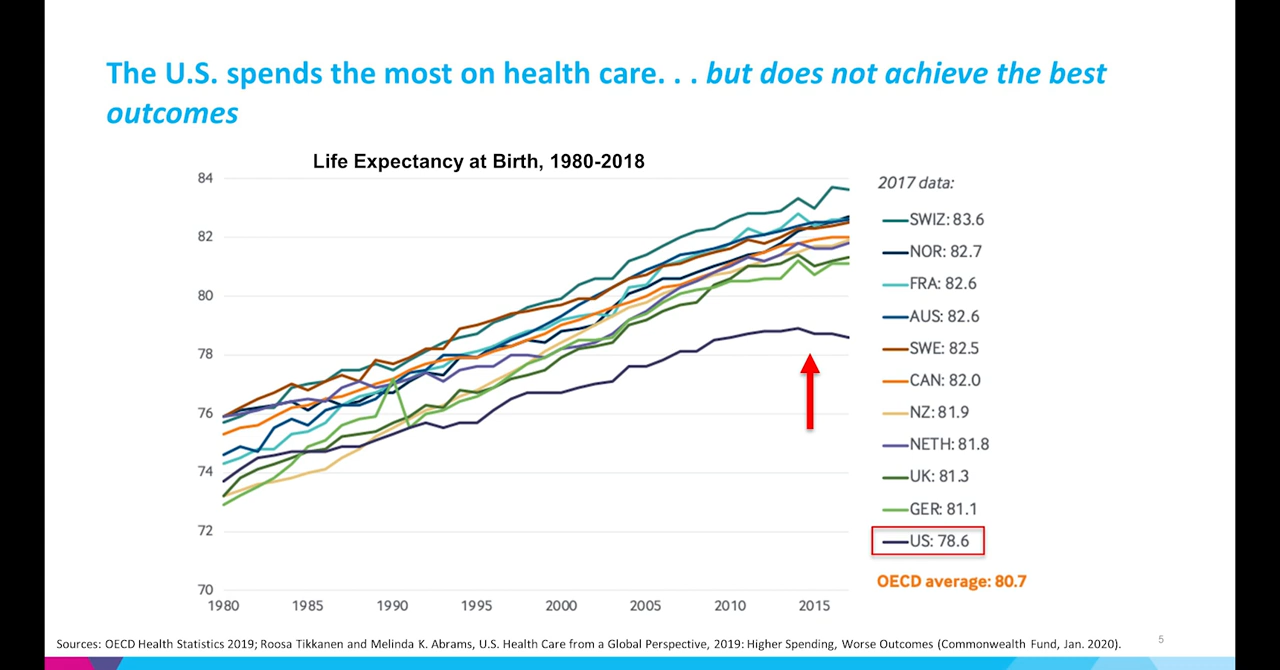 The U.S. spends the most on health care. . . but does not achieve the best
outcomes
Life Expectancy at Birth, 1980-2018
84
82
80
78
76
74
72
70
1980 1985 1990 1995 2000 2005 2010 2015
2017 data:
SWIZ: 83.6
NOR: 82.7
FRA: 82.6
AUS: 82.6
SWE: 82.5
CAN: 82.0
NZ: 81.9
NETH: 81.8
UK: 81.3
GER: 81.1
US: 78.6
OECD average: 80.7
Sources: OECD Health Statistics 2019; Roosa Tikkanen and Melinda K. Abrams, U.S. Health Care from a Global Perspective, 2019: Higher Spending, Worse Outcomes (Commonwealth Fund, Jan. 2020).
5